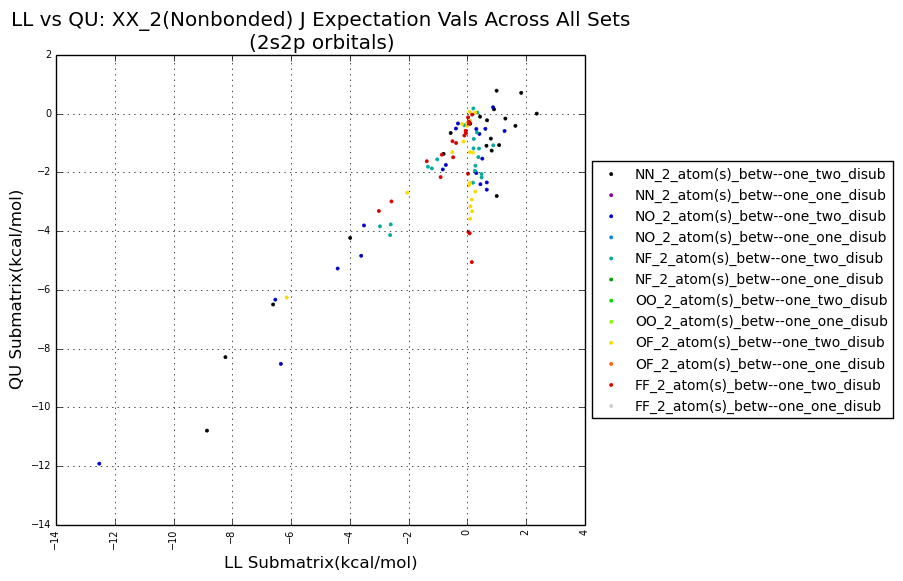 LL vs QU: XX_2(Nonbonded) J Expectation Vals Across All Sets
(2s2p orbitals)
2
0
−2
−4
−6
−8
−10
−12
−14
QU Submatrix(kcal/mol)
−14
−12
−10
−8
−6
−4
−2
0
2
4
LL Submatrix(kcal/mol)
NN_2_atom(s)_betw--one_two_disub
NN_2_atom(s)_betw--one_one_disub
NO_2_atom(s)_betw--one_two_disub
NO_2_atom(s)_betw--one_one_disub
NF_2_atom(s)_betw--one_two_disub
NF_2_atom(s)_betw--one_one_disub
OO_2_atom(s)_betw--one_two_disub
OO_2_atom(s)_betw--one_one_disub
OF_2_atom(s)_betw--one_two_disub
OF_2_atom(s)_betw--one_one_disub
FF_2_atom(s)_betw--one_two_disub
FF_2_atom(s)_betw--one_one_disub